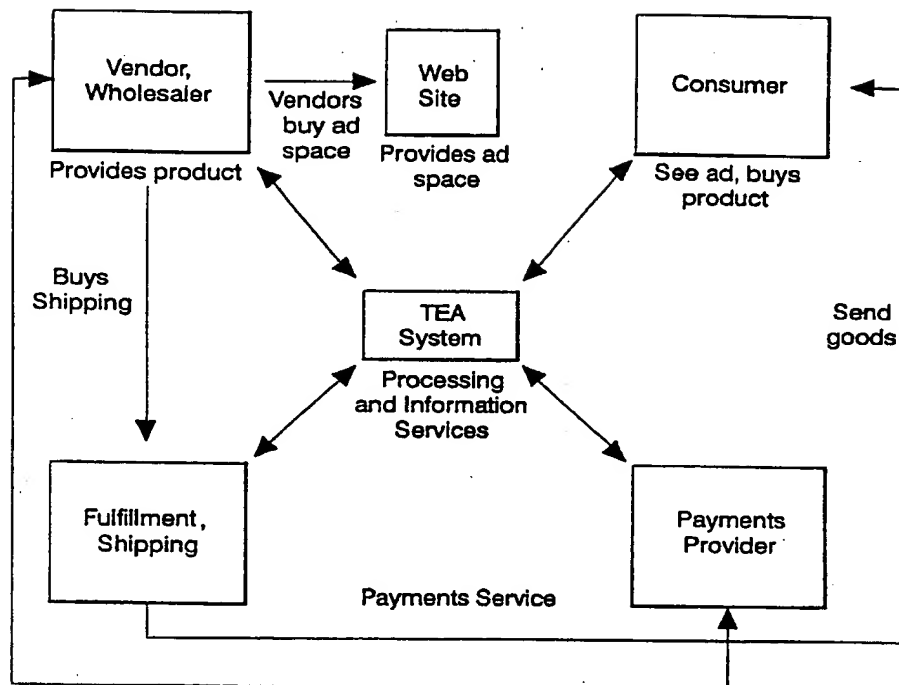 Vendor,
Wholesaler
Provides product
Vendors
buy ad
space
Web
Site
Provides ad
space
Consumer
See ad, buys
product
Buys
Shipping
TEA
System
Processing
and Information
Services
Send
goods
Fulfillment,
Shipping
Payments
Provider
Payments Service